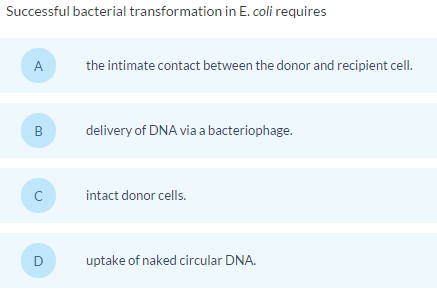 Successful bacterial transformation in E. coli requires
A the intimate contact between the donor and recipient cell.
B delivery of DNA via a bacteriophage.
C intact donor cells.
D uptake of naked circular DNA.